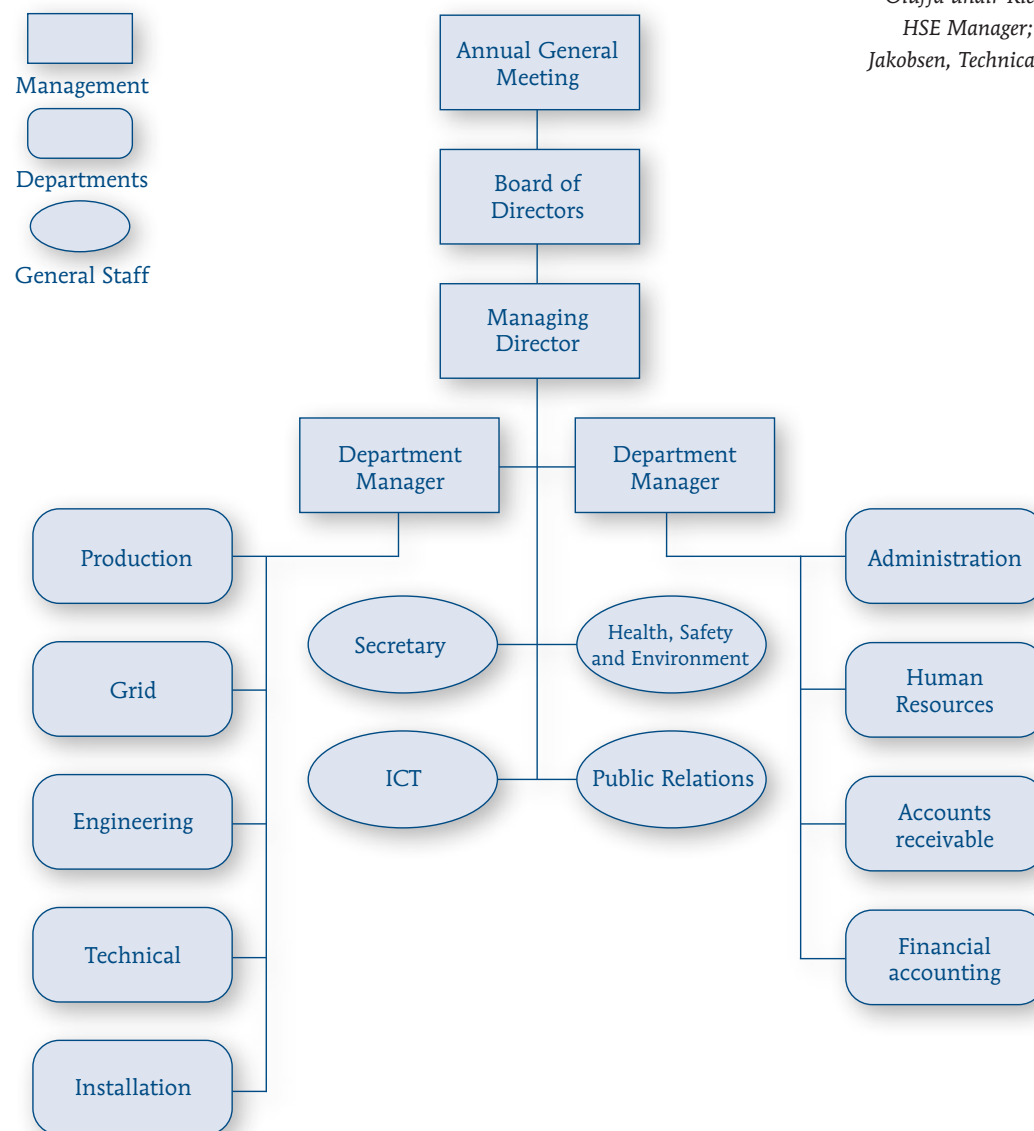 HSE Manager;
Jakobsen, Technica
Management
Departments
General Staff
Annual General
Meeting
Board of
Directors
Managing
Director
Department
Manager
Department
Manager
Production
Grid
Engineering
Technical
Installation
Secretary
Health, Safety
and Environment
ICT
Public Relations
Administration
Human
Resources
Accounts
receivable
Financial
accounting